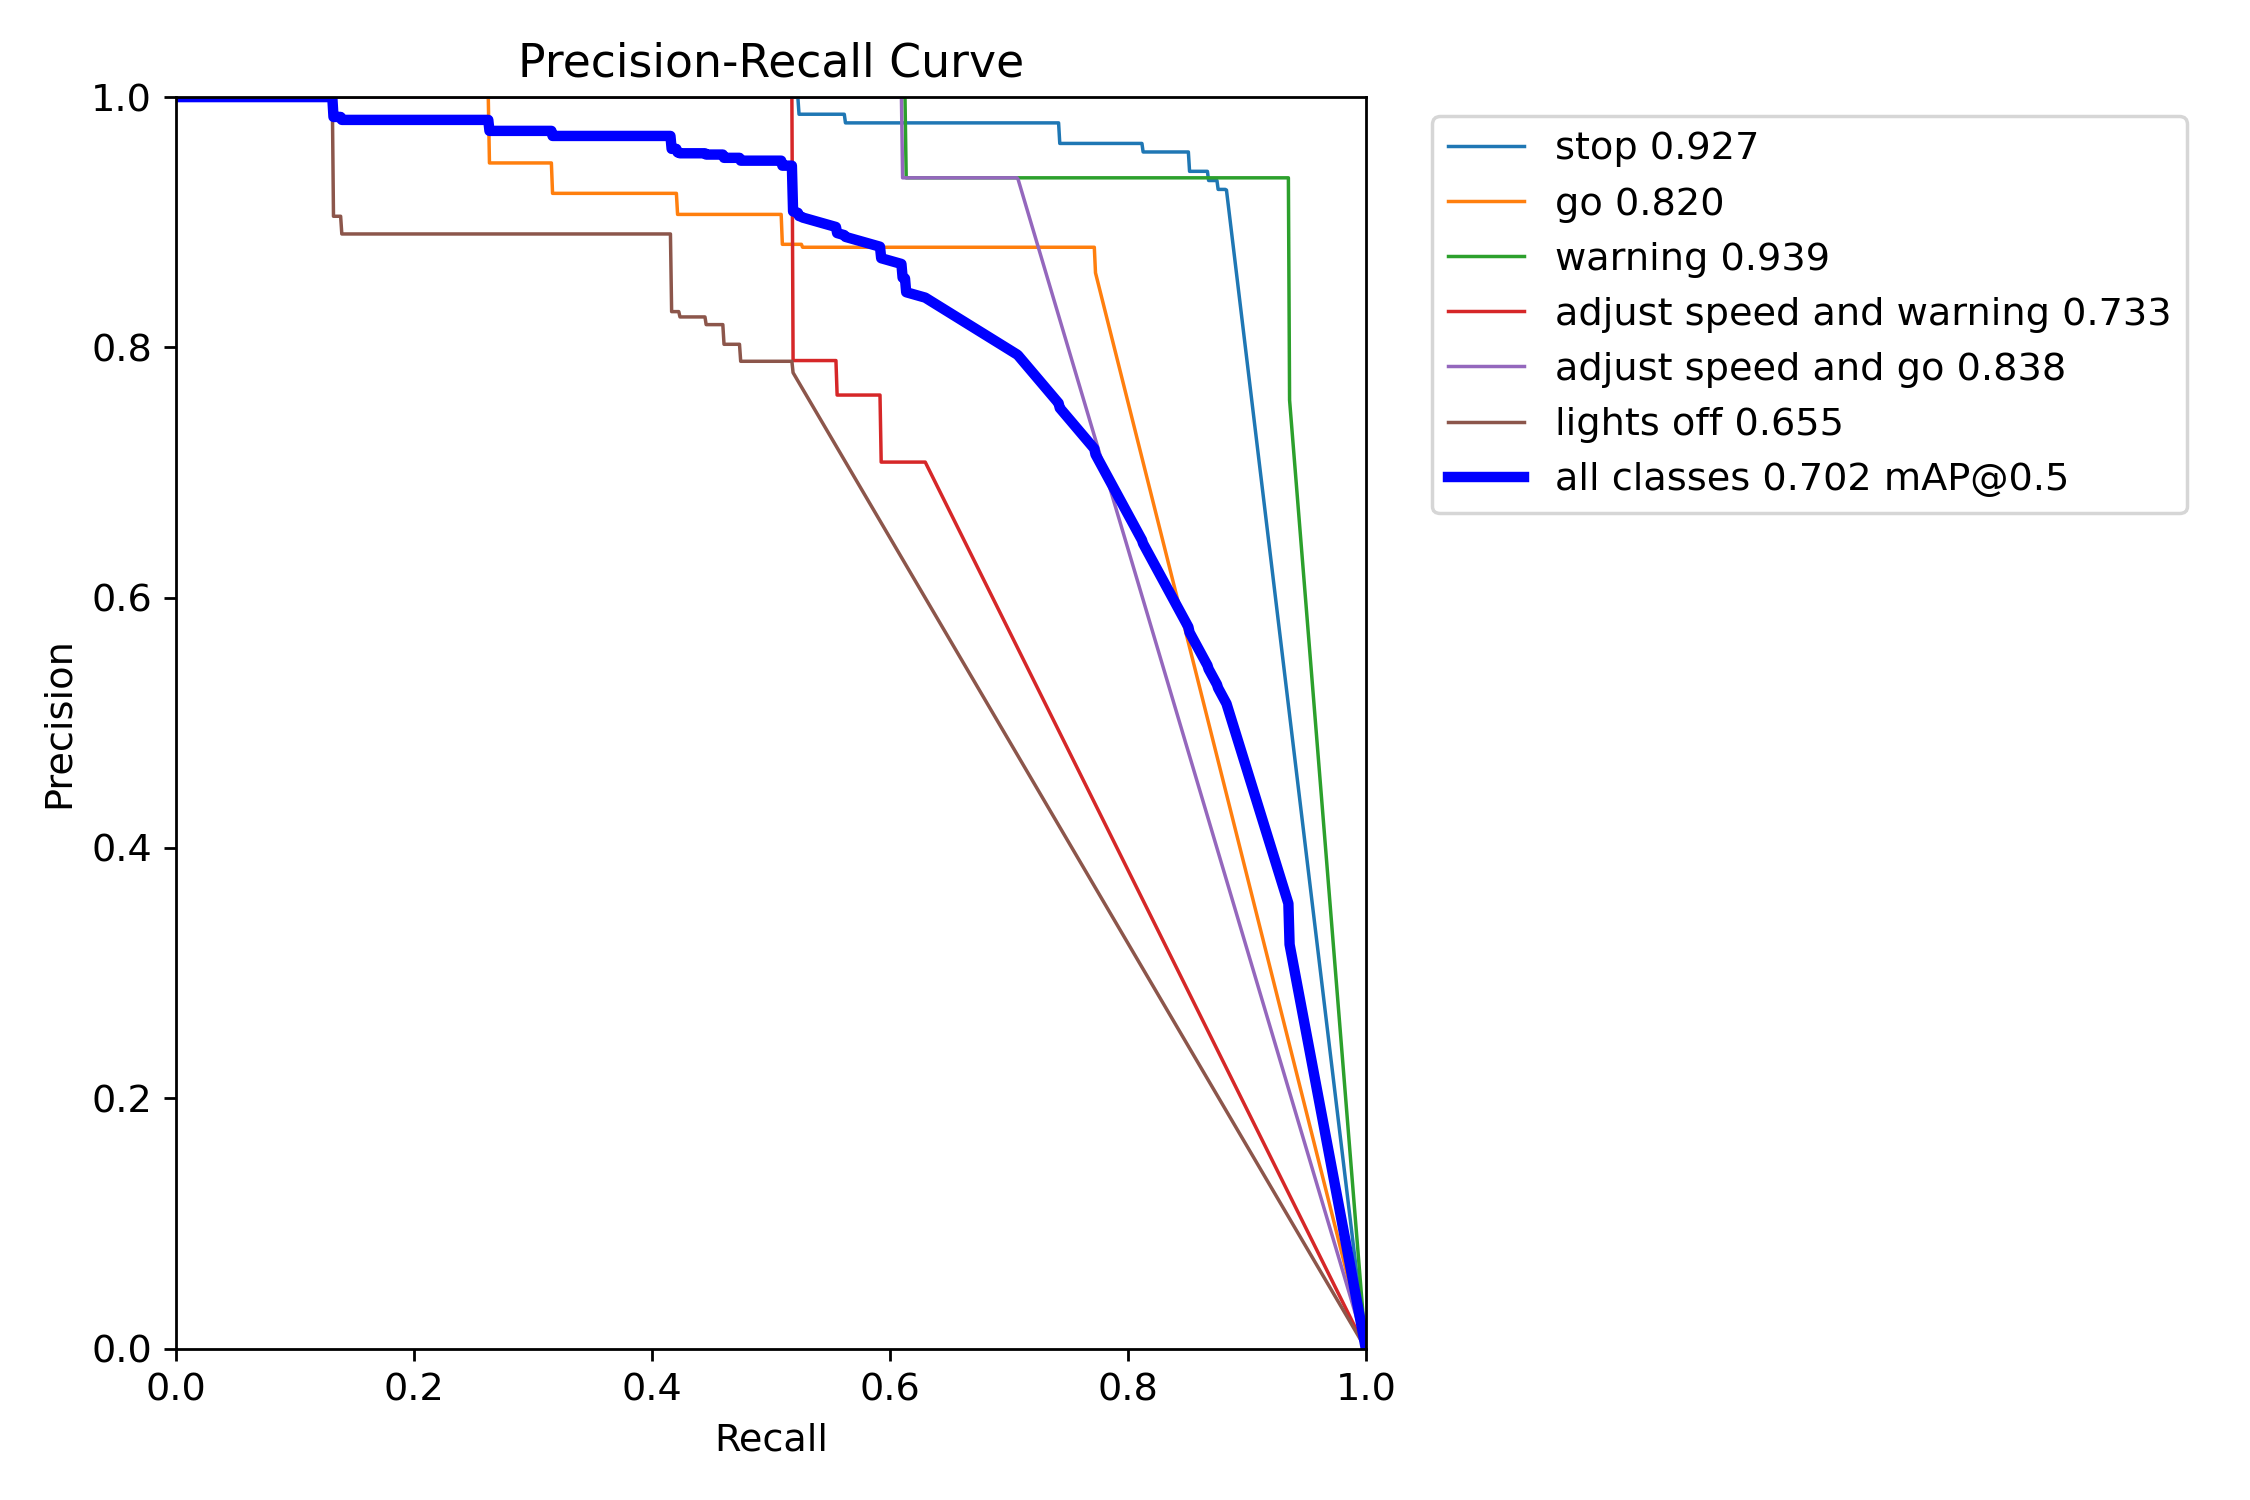 Precision-Recall Curve
1.0
0.8
0.6
0.4
0.2
0.0
Precision
0.0 0.2 0.4 0.6 0.8 1.0
Recall
stop 0.927
go 0.820
warning 0.939
adjust speed and warning 0.733
adjust speed and go 0.838
lights off 0.655
all classes 0.702 mAP@0.5